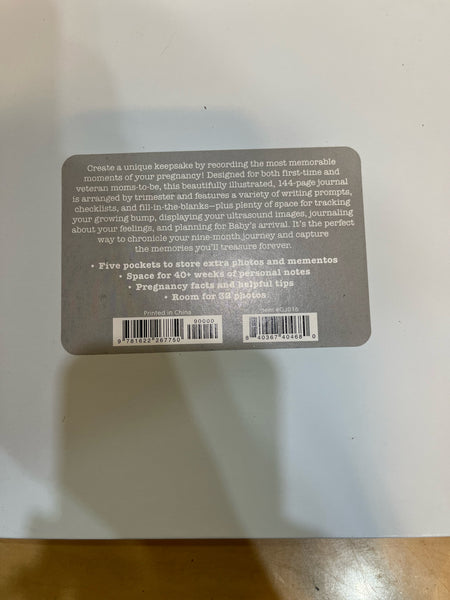 Create a unique keepsake by recording the most memorable
moments of your pregnancy! Designed for both first-time and
veteran moms-to-be, this beautifully illustrated, 144-page journal
is arranged by trimester and features a variety of writing prompts,
checklists, and fill-in-the-blanks—plus plenty of space for tracking
your growing bump, displaying your ultrasound images, journaling
about your feelings, and planning for Baby's arrival. It's the perfect
way to chronicle your nine-month journey and capture
the memories you'll treasure forever.
• Five pockets to store extra photos and mementos
• Space for 40+ weeks of personal notes
• Pregnancy facts and helpful tips
• Room for 32 photos
Printed in China
Item #GJ016
90000
9 781622 267750
8 40367 40468 0